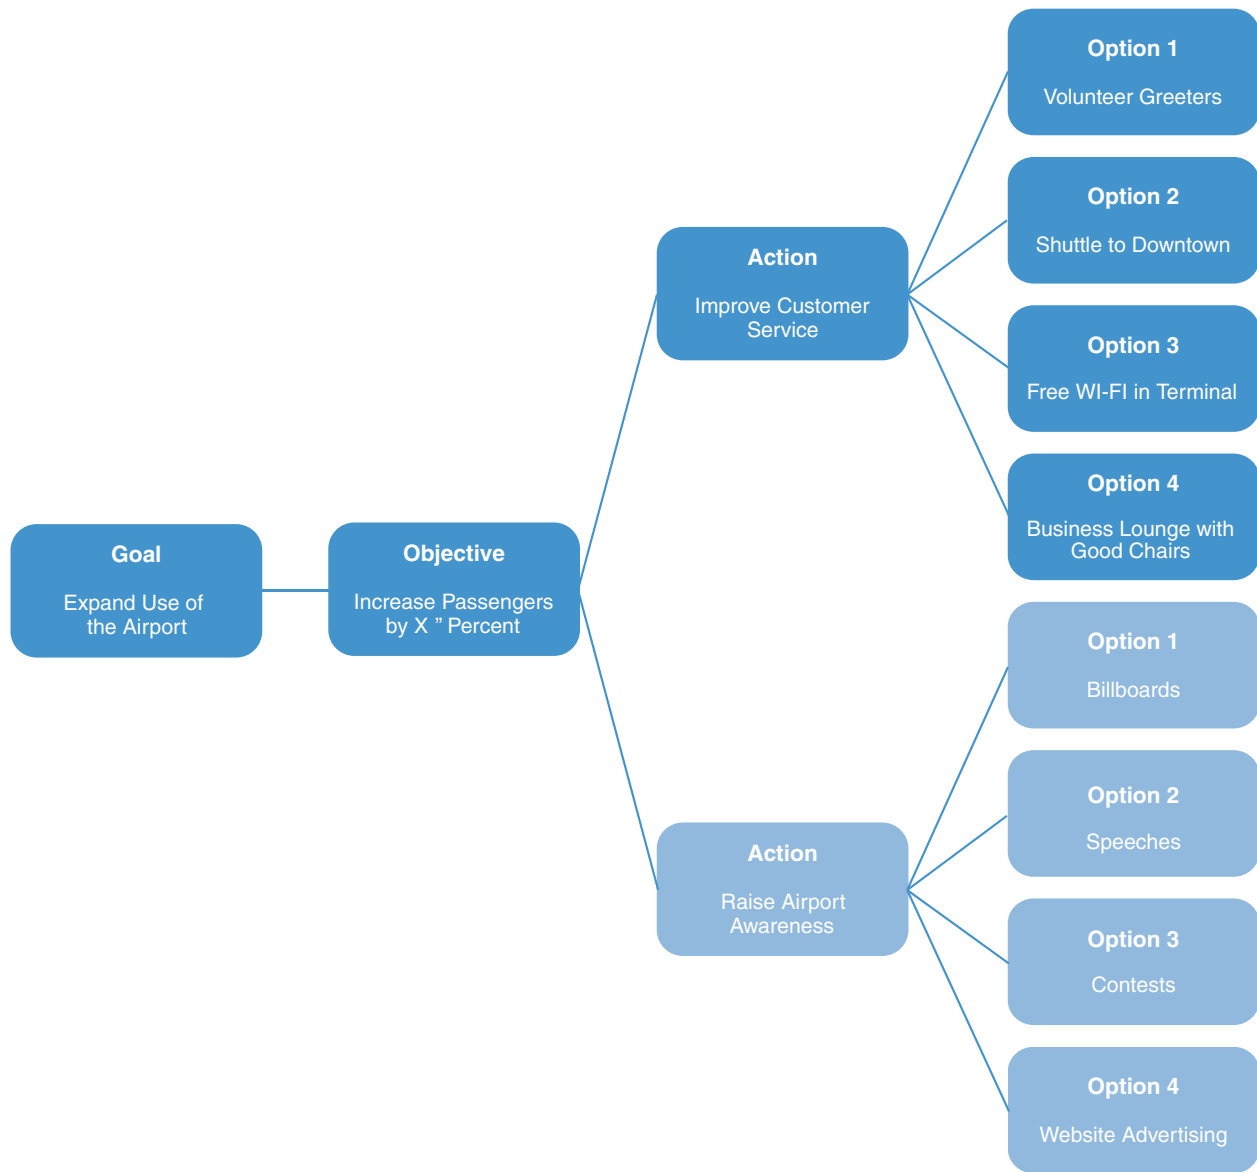 Goal
Expand Use of
the Airport
Objective
Increase Passengers
by X ” Percent
Action
Improve Customer
Service
Option 1
Volunteer Greeters
Option 2
Shuttle to Downtown
Option 3
Free WI-FI in Terminal
Option 4
Business Lounge with
Good Chairs
Action
Raise Airport
Awareness
Option 1
Billboards
Option 2
Speeches
Option 3
Contests
Option 4
Website Advertising